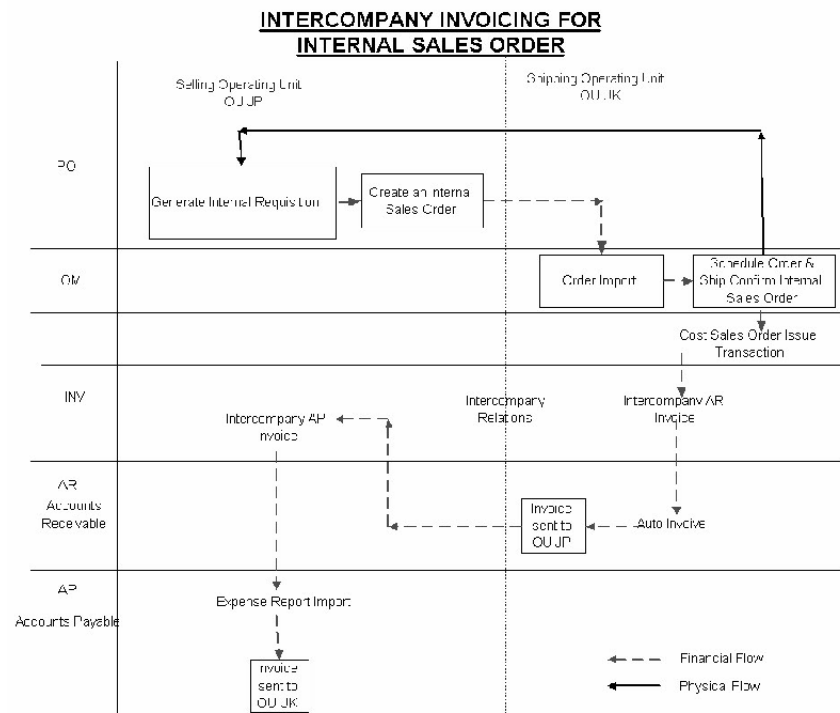 INTERCOMPANY INVOICING FOR
INTERNAL SALES ORDER
Selling Operating Unit
OU JP
Shipping Operating Unit
OU UK
PO
Generate Internal Requisition
Create an Internal
Sales Order
OM
Order Import
Schedule Order &
Ship Confirm Internal
Sales Order
Cost Sales Order Issue
Transaction
INV
Intercompany AP
Invoice
Intercompany
Relations
Intercompany AR
Invoice
AR
Accounts
Receivable
Invoice
sent to
OU JP
Auto Invoive
AP
Accounts Payable
Expense Report Import
Invoice
sent to
OU UK
Financial Flow
Physical Flow